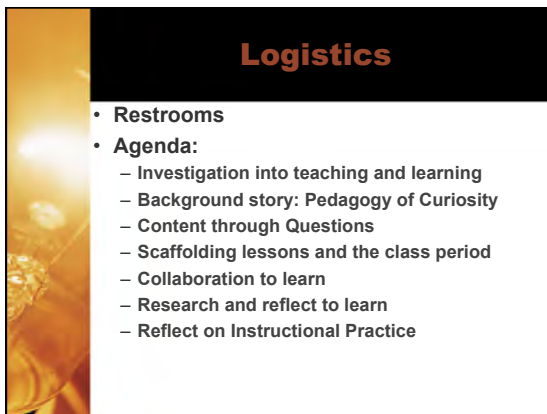 Logistics
• Restrooms
• Agenda:
– Investigation into teaching and learning
– Background story: Pedagogy of Curiosity
– Content through Questions
– Scaffolding lessons and the class period
– Collaboration to learn
– Research and reflect to learn
– Reflect on Instructional Practice